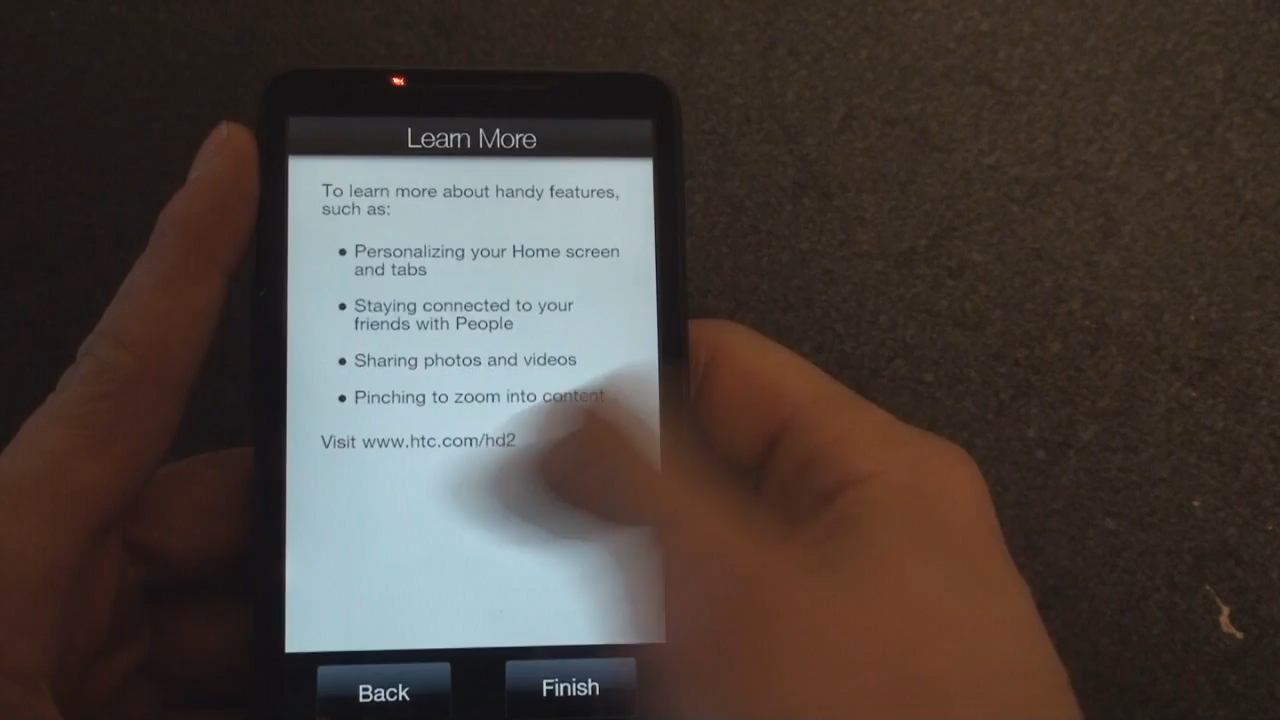 Learn More
To learn more about handy features,
such as:
• Personalizing your Home screen
and tabs
• Staying connected to your
friends with People
• Sharing photos and videos
• Pinching to zoom into content
Visit www.htc.com/hd2
Back
Finish